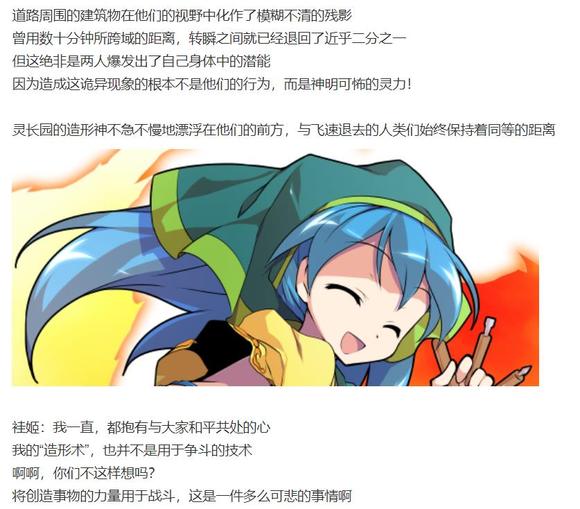 道路周围的建筑物在他们的视野中化作了模糊不清的残影
曾用数十分钟所跨域的距离，转瞬之间就已经退回了近乎二分之一
但这绝非是两人爆发出了自己身体中的潜能
因为造成这诡异现象的根本不是他们的行为，而是神明可怖的灵力！
灵长园的造形神不急不慢地漂浮在他们的前方，与飞速退去的人类们始终保持着同等的距离
袿姬：我一直，都抱有与大家和平共处的心
我的“造形术”，也并不是用于争斗的技术
啊啊，你们不这样想吗？
将创造事物的力量用于战斗，这是一件多么可悲的事情啊